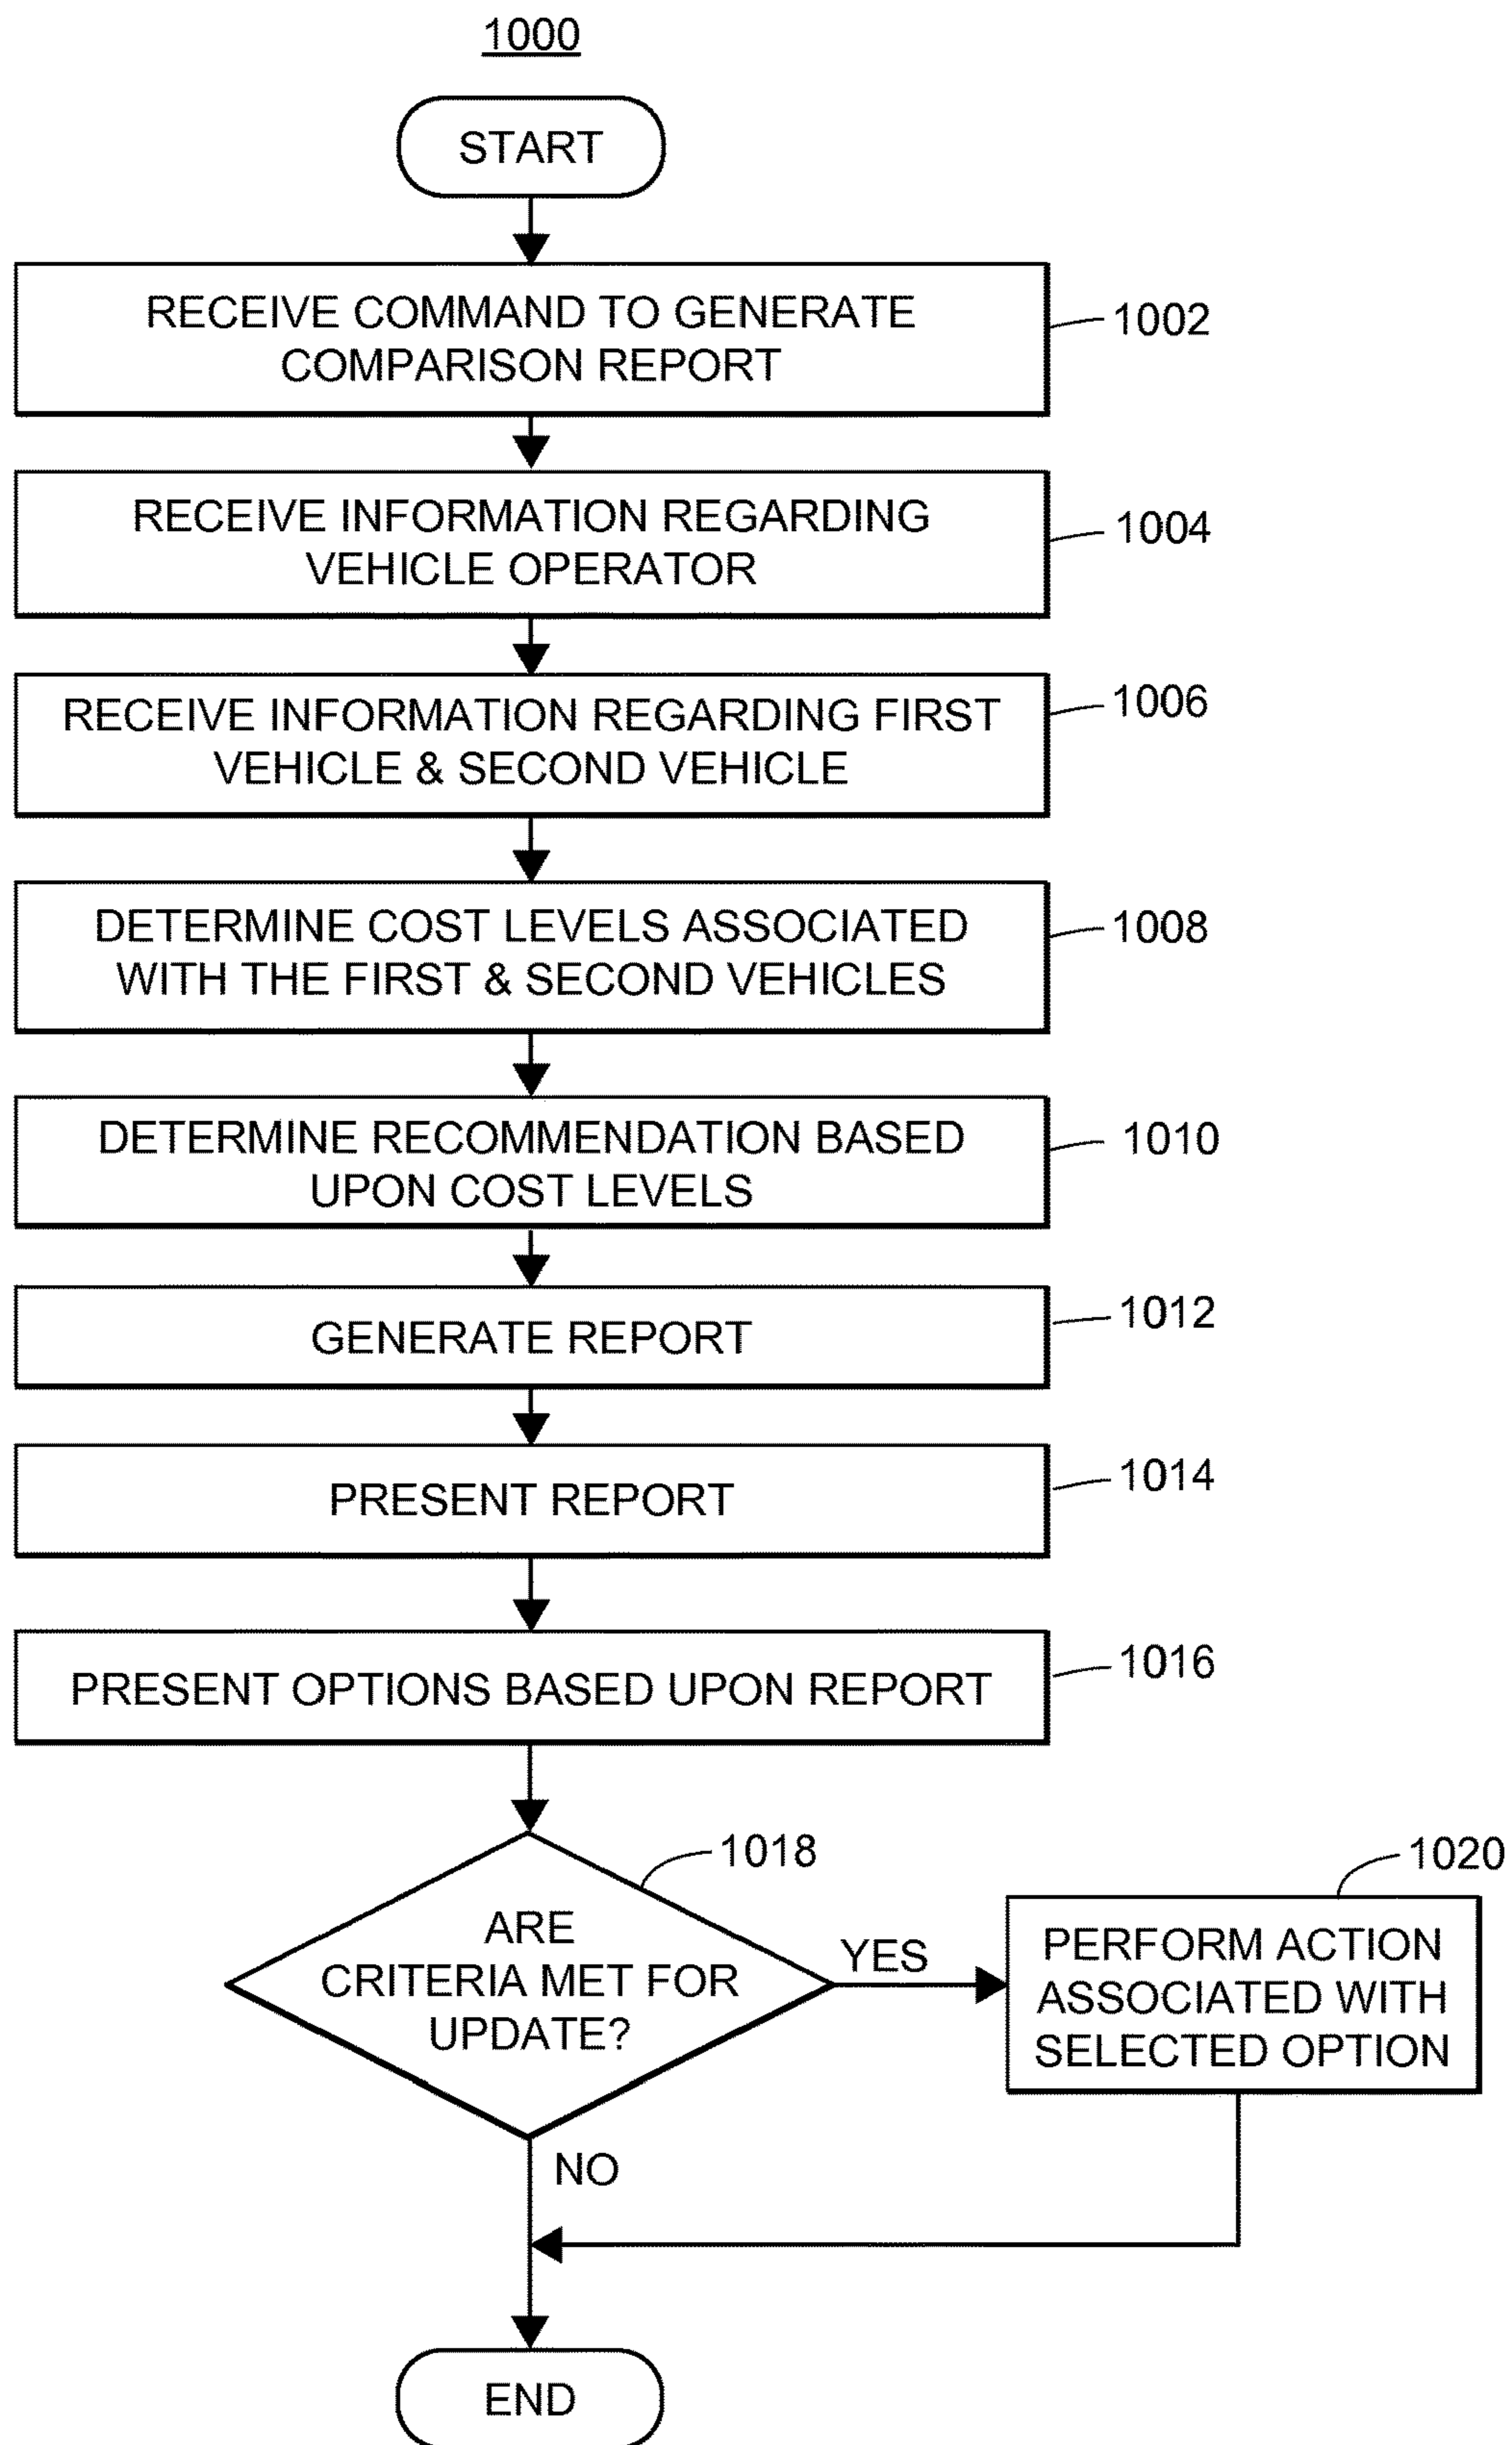 1000
START
RECEIVE COMMAND TO GENERATE
COMPARISON REPORT
1002
RECEIVE INFORMATION REGARDING
VEHICLE OPERATOR
1004
RECEIVE INFORMATION REGARDING FIRST
VEHICLE & SECOND VEHICLE
1006
DETERMINE COST LEVELS ASSOCIATED
WITH THE FIRST & SECOND VEHICLES
1008
DETERMINE RECOMMENDATION BASED
UPON COST LEVELS
1010
GENERATE REPORT
1012
PRESENT REPORT
1014
PRESENT OPTIONS BASED UPON REPORT
1016
ARE
CRITERIA MET FOR
UPDATE?
1018
YES
PERFORM ACTION
ASSOCIATED WITH
SELECTED OPTION
1020
NO
END